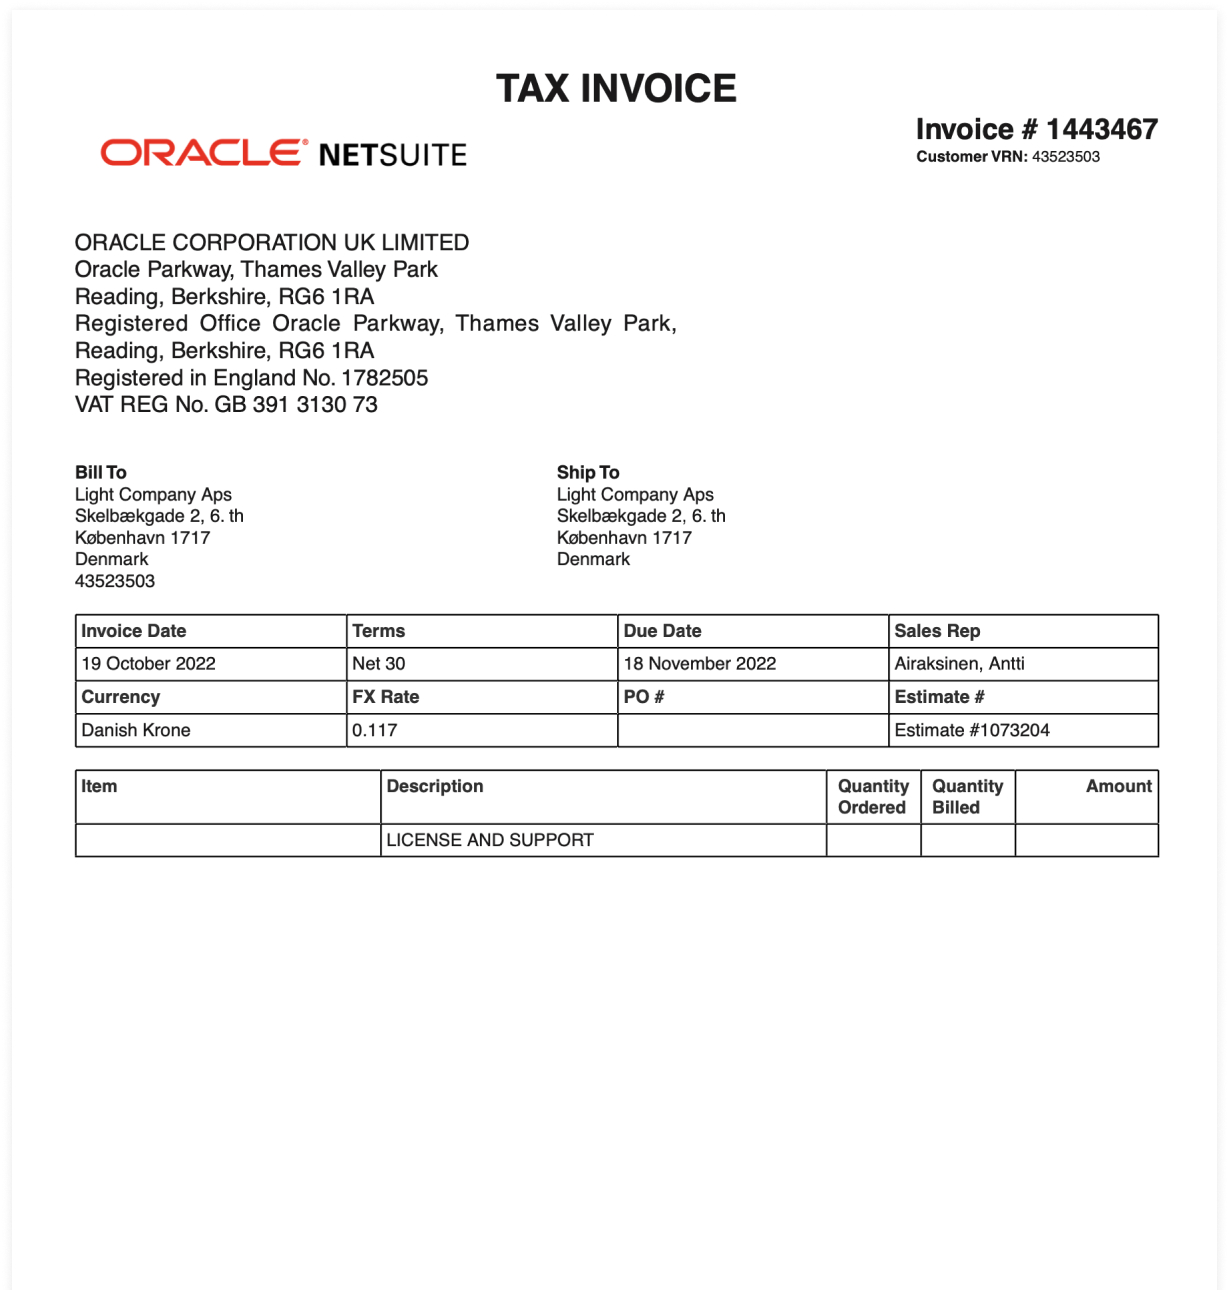 TAX INVOICE
ORACLE® NETSUITE
Invoice # 1443467
Customer VRN: 43523503
ORACLE CORPORATION UK LIMITED
Oracle Parkway, Thames Valley Park
Reading, Berkshire, RG6 1RA
Registered Office Oracle Parkway, Thames Valley Park,
Reading, Berkshire, RG6 1RA
Registered in England No. 1782505
VAT REG No. GB 391 3130 73
Bill To
Light Company Aps
Skelbækgade 2, 6. th
København 1717
Denmark
43523503
Ship To
Light Company Aps
Skelbækgade 2, 6. th
København 1717
Denmark
Invoice Date Terms Due Date Sales Rep
19 October 2022 Net 30 18 November 2022 Airaksinen, Antti
Currency FX Rate PO # Estimate #
Danish Krone 0.117 Estimate #1073204
Item Description Quantity Ordered Quantity Billed Amount
LICENSE AND SUPPORT